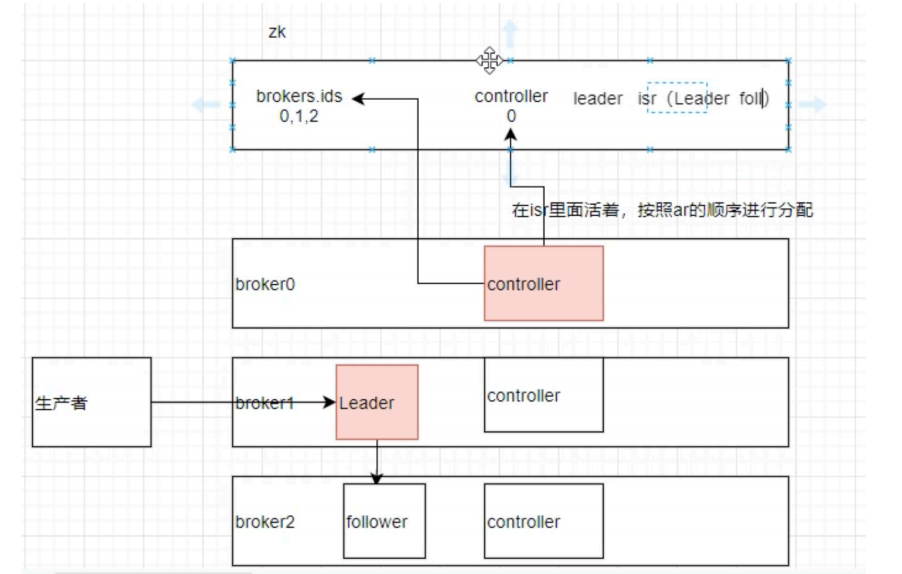 zk
brokers.ids
0,1,2
controller
0
leader isr（Leader foll）
在isr里面活着，按照ar的顺序进行分配
broker0
controller
生产者
broker1
Leader
controller
broker2
follower
controller